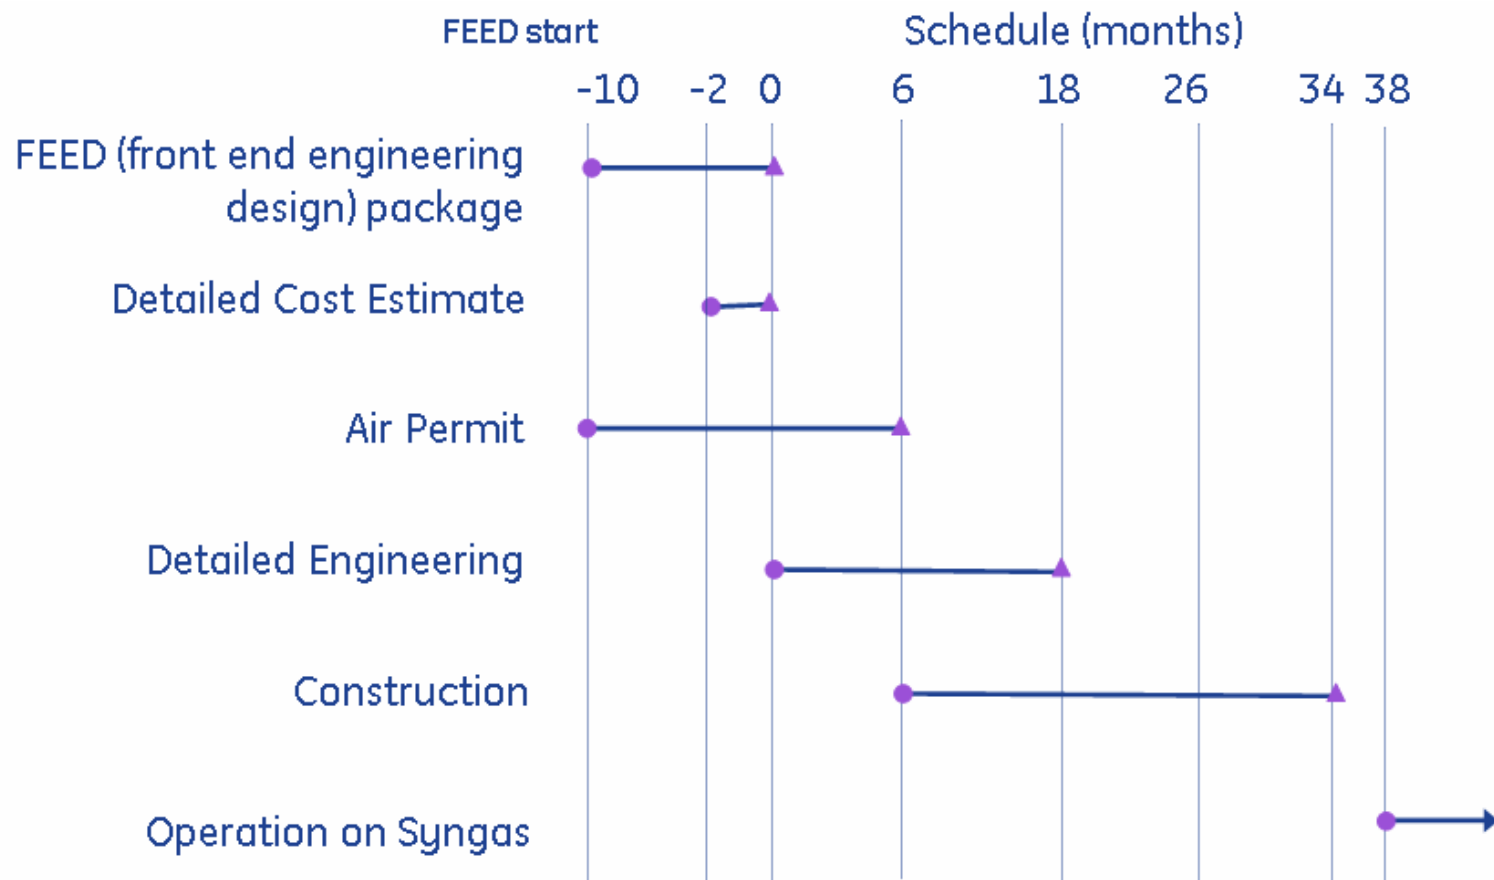 FEED start
Schedule (months)
-10 -2 0 6 18 26 34 38
FEED (front end engineering
design) package
Detailed Cost Estimate
Air Permit
Detailed Engineering
Construction
Operation on Syngas